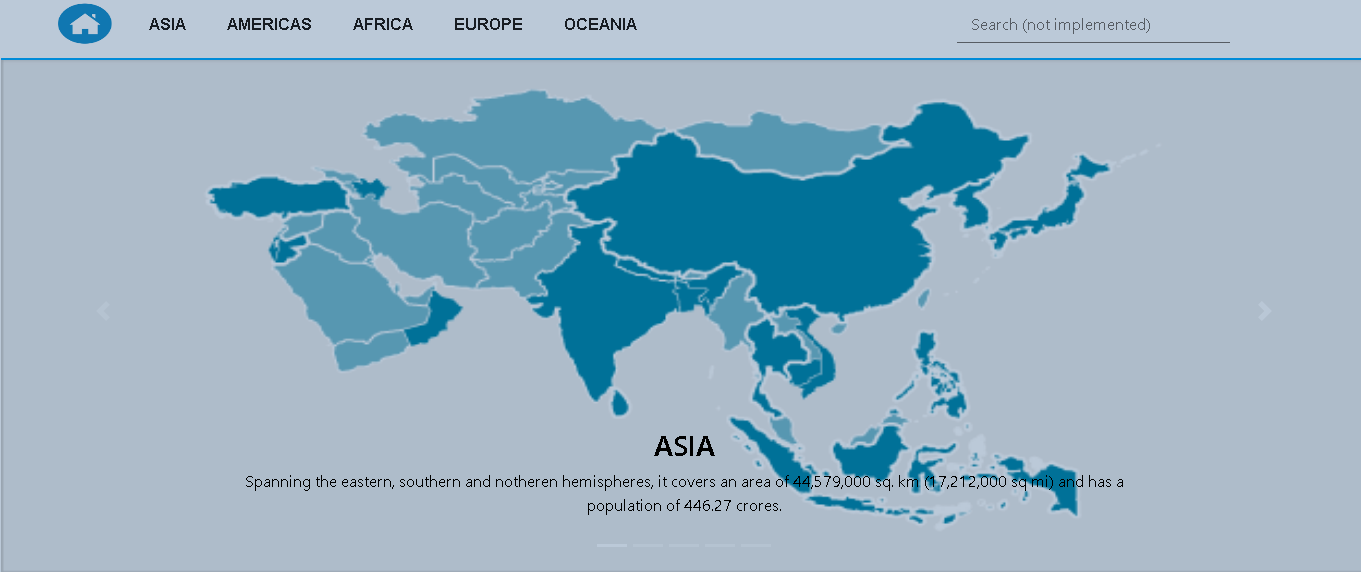 ASIA
AMERICAS
AFRICA
EUROPE
OCEANIA
Search (not implemented)
ASIA
Spanning the eastern, southern and notheren hemispheres, it covers an area of 44,579,000 sq. km (17,212,000 sq mi) and has a
population of 446.27 crores.